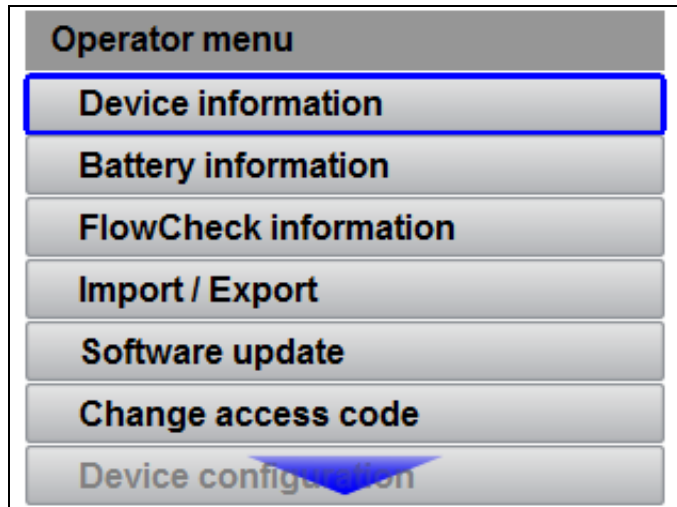 Operator menu
Device information
Battery information
FlowCheck information
Import / Export
Software update
Change access code
Device configuration